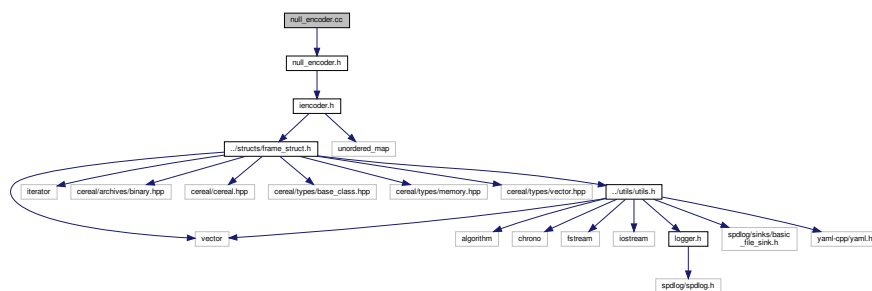 null_encoder.cc
null_encoder.h
iencoder.h
../structs/frame_struct.h
unordered_map
iterator
cereal/archives/binary.hpp
cereal/cereal.hpp
cereal/types/base_class.hpp
cereal/types/memory.hpp
cereal/types/vector.hpp
../utils/utils.h
vector
algorithm
chrono
fstream
iostream
logger.h
spdlog/sinks/basic
_file_sink.h
yaml-cpp/yaml.h
spdlog/spdlog.h